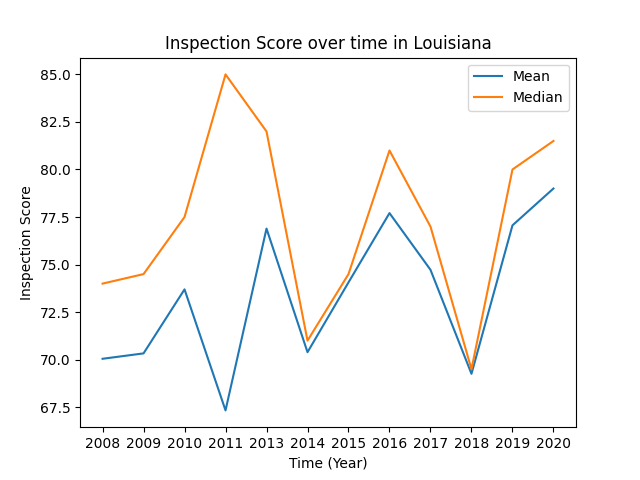 Inspection Score over time in Louisiana
Mean
Median
85.0
82.5
80.0
77.5
75.0
72.5
70.0
67.5
Inspection Score
2008 2009 2010 2011 2013 2014 2015 2016 2017 2018 2019 2020
Time (Year)